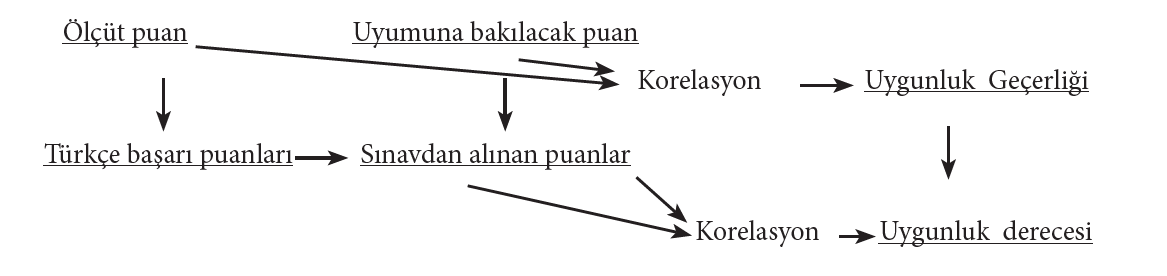 Ölçüt puan Uyumuna bakılacak puan
Korelasyon Uygunluk Geçerliği
Türkçe başarı puanları Sınavdan alınan puanlar
Korelasyon Uygunluk derecesi